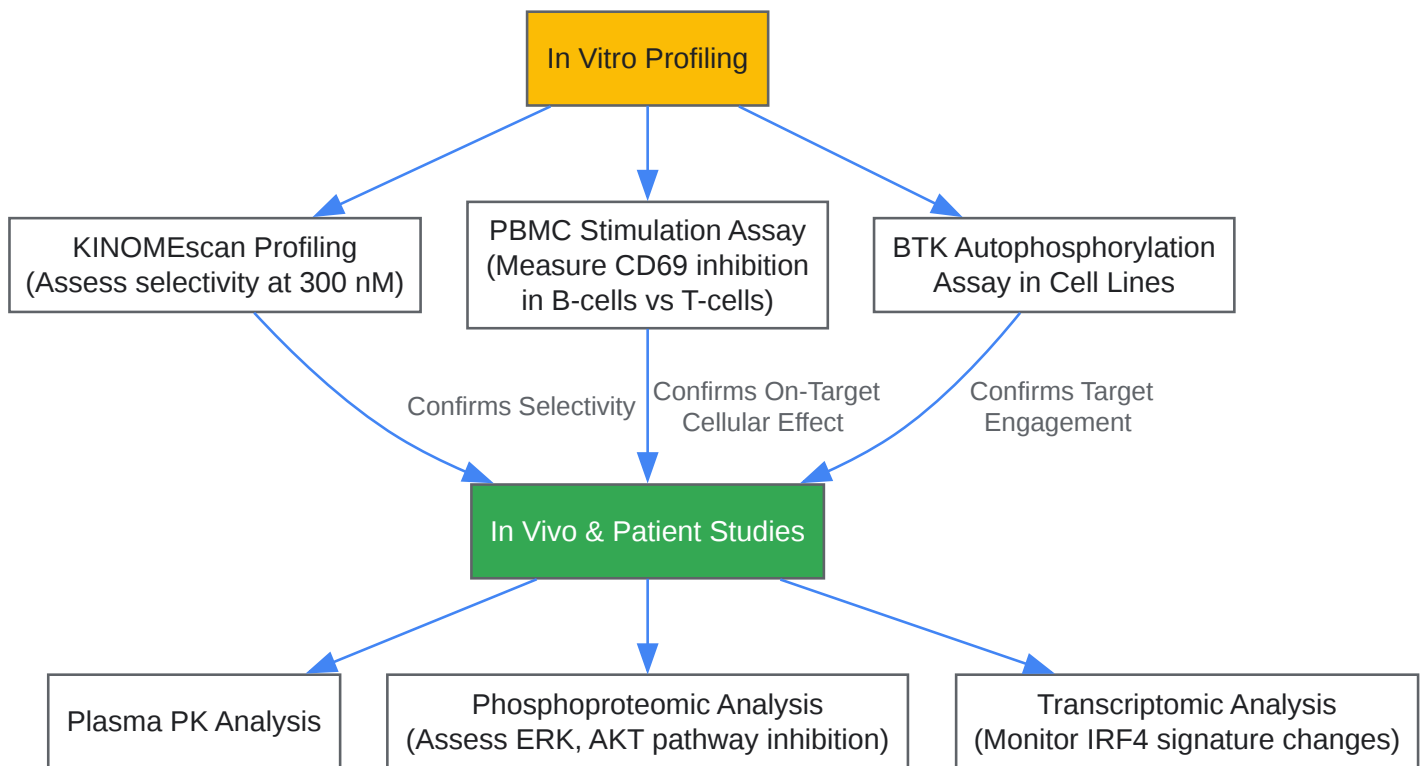 In Vitro Profiling
KINOMEscan Profiling
(Assess selectivity at 300 nM)
PBMC Stimulation Assay
(Measure CD69 inhibition
in B-cells vs T-cells)
BTK Autophosphorylation
Assay in Cell Lines
Confirms Selectivity
Confirms On-Target
Cellular Effect
Confirms Target
Engagement
In Vivo & Patient Studies
Plasma PK Analysis
Phosphoproteomic Analysis
(Assess ERK, AKT pathway inhibition)
Transcriptomic Analysis
(Monitor IRF4 signature changes)